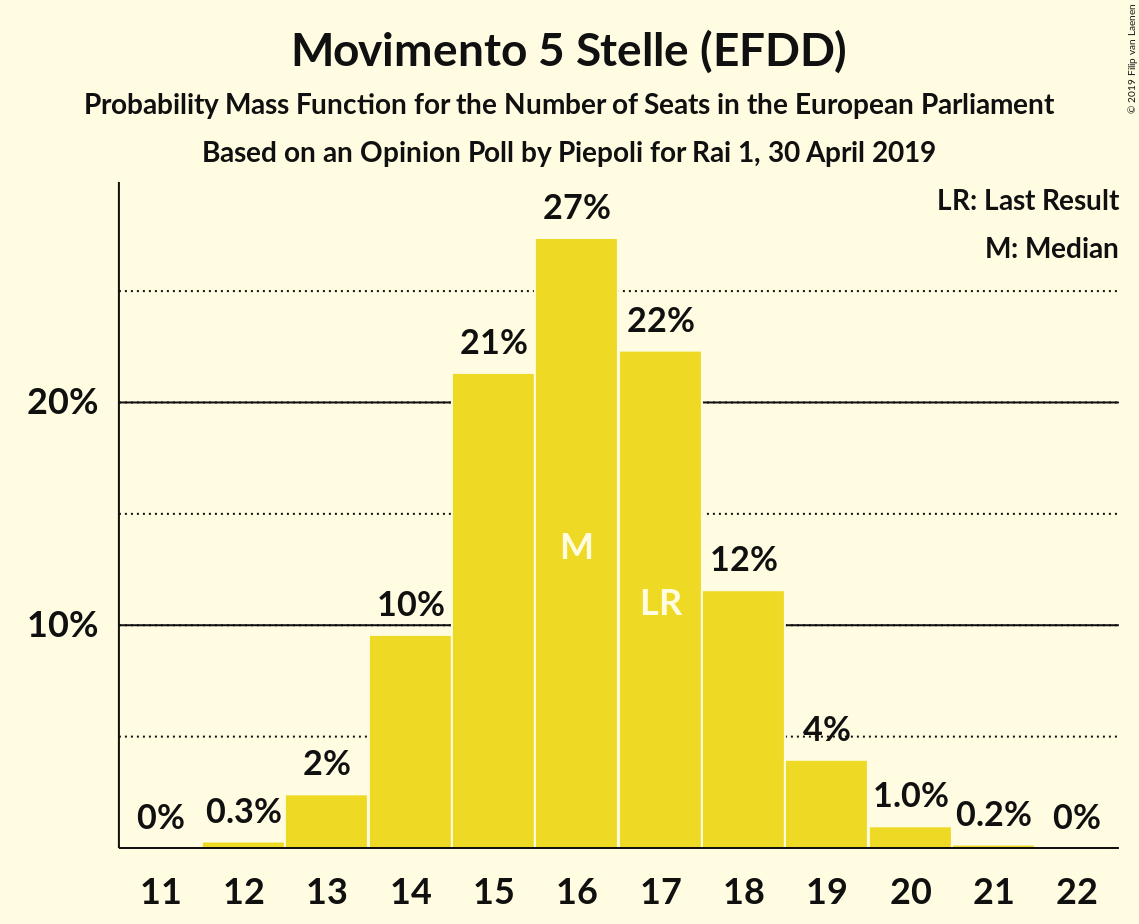 Movimento 5 Stelle (EFDD)
Probability Mass Function for the Number of Seats in the European Parliament
Based on an Opinion Poll by Piepoli for Rai 1, 30 April 2019
© 2019 Filip van Laenen
LR: Last Result
M: Median
27%
22%
21%
20%
M
12%
LR
10%
10%
4%
2%
1.0%
0% 0.3%
0.2% 0%
11 12 13 14 15 16 17 18 19 20 21 22